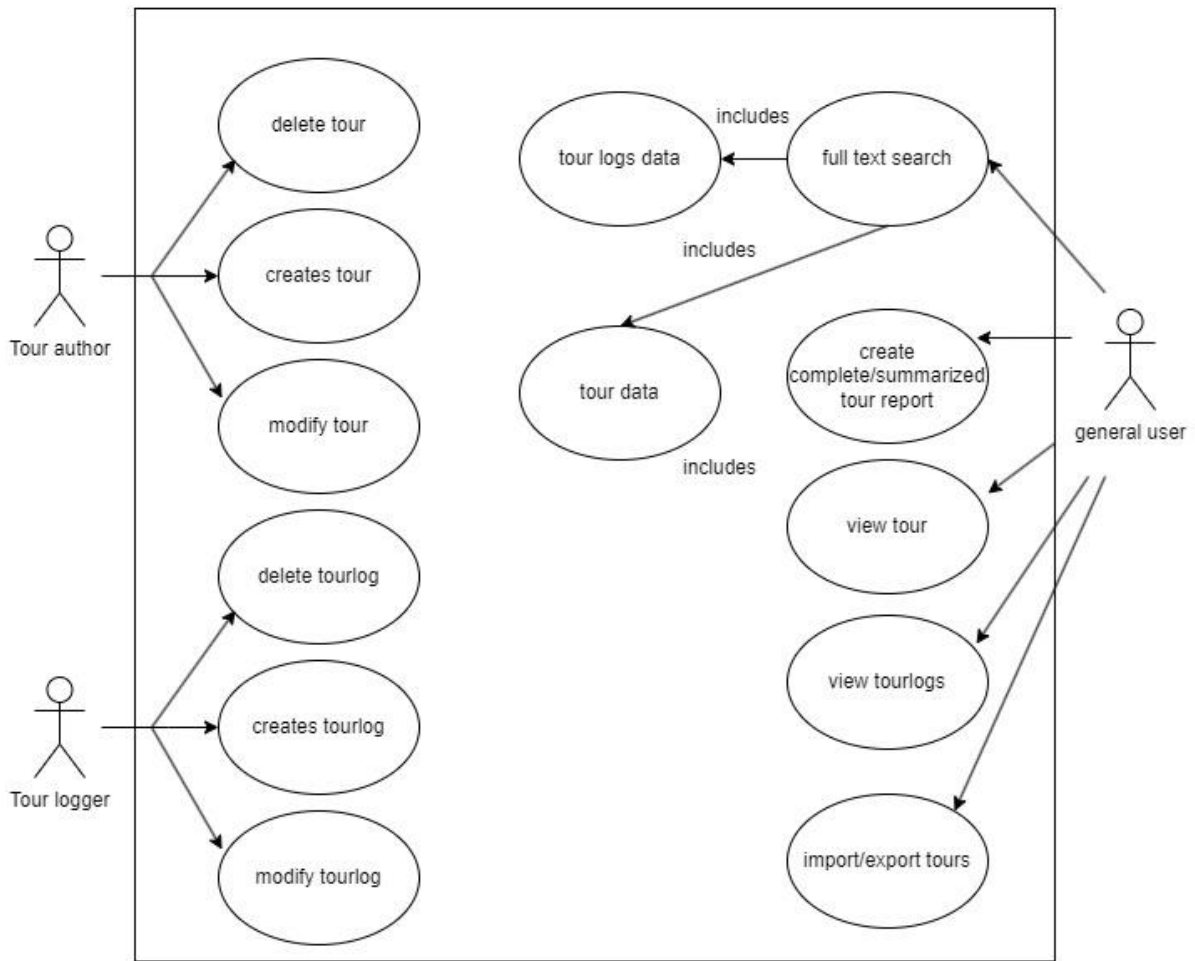 delete tour
includes
tour logs data
full text search
includes
creates tour
Tour author
create
complete/summarized
tour report
tour data
modify tour
general user
includes
view tour
delete tourlog
view tourlogs
creates tourlog
Tour logger
import/export tours
modify tourlog